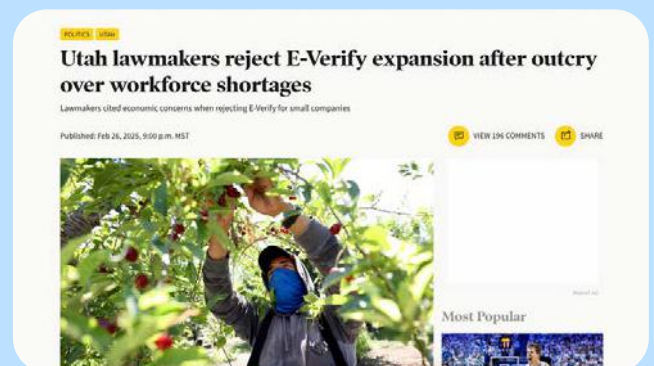 POLITICS UTAH
Utah lawmakers reject E-Verify expansion after outcry
over workforce shortages
Lawmakers cited economic concerns when rejecting E-Verify for small companies
Published: Feb 26, 2025, 9:00 p.m. MST
VIEW 196 COMMENTS SHARE
Most Popular